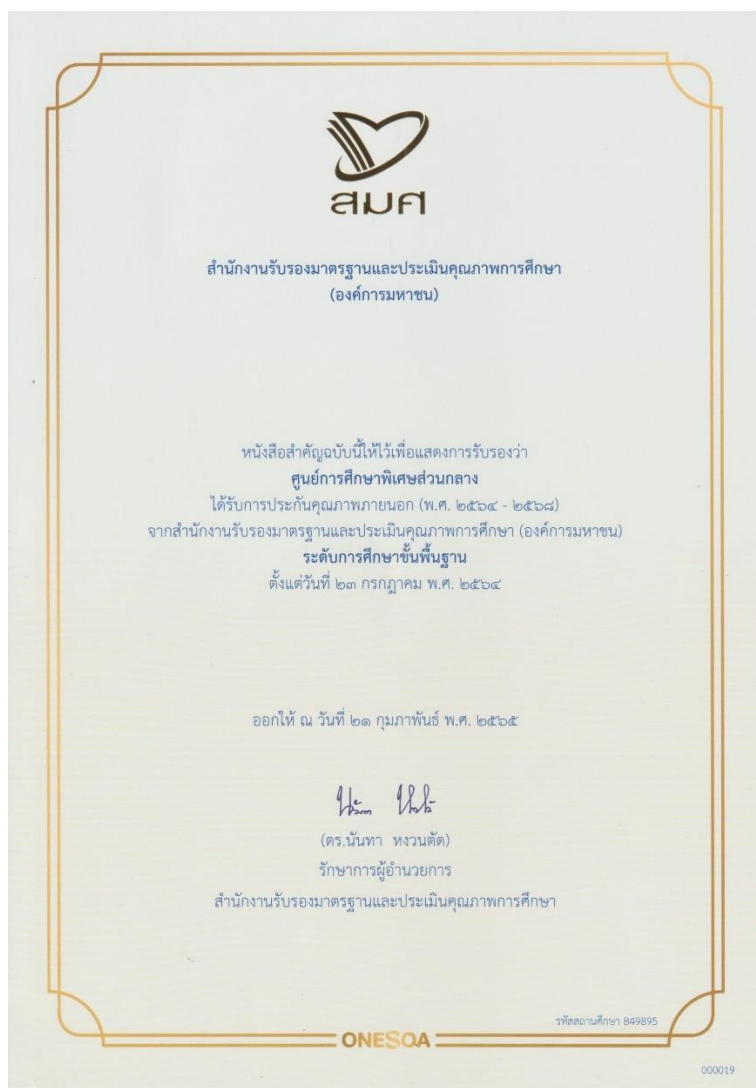 สมศ
สำนักงานรับรองมาตรฐานและประเมินคุณภาพการศึกษา
(องค์การมหาชน)
หนังสือสำคัญฉบับนี้ให้ไว้เพื่อแสดงการรับรองว่า
ศูนย์การศึกษาพิเศษส่วนกลาง
ได้รับการประกันคุณภาพภายนอก (พ.ศ. ๒๕๖๔ - ๒๕๖๘)
จากสำนักงานรับรองมาตรฐานและประเมินคุณภาพการศึกษา (องค์การมหาชน)
ระดับการศึกษาขั้นพื้นฐาน
ตั้งแต่วันที่ ๒๓ กรกฎาคม พ.ศ. ๒๕๖๔
ออกให้ ณ วันที่ ๒๑ กุมภาพันธ์ พ.ศ. ๒๕๖๕
(ดร.นันทา หงวนตัด)
รักษาการผู้อำนวยการ
สำนักงานรับรองมาตรฐานและประเมินคุณภาพการศึกษา
รหัสสถานศึกษา B49895
ONESQA
000019